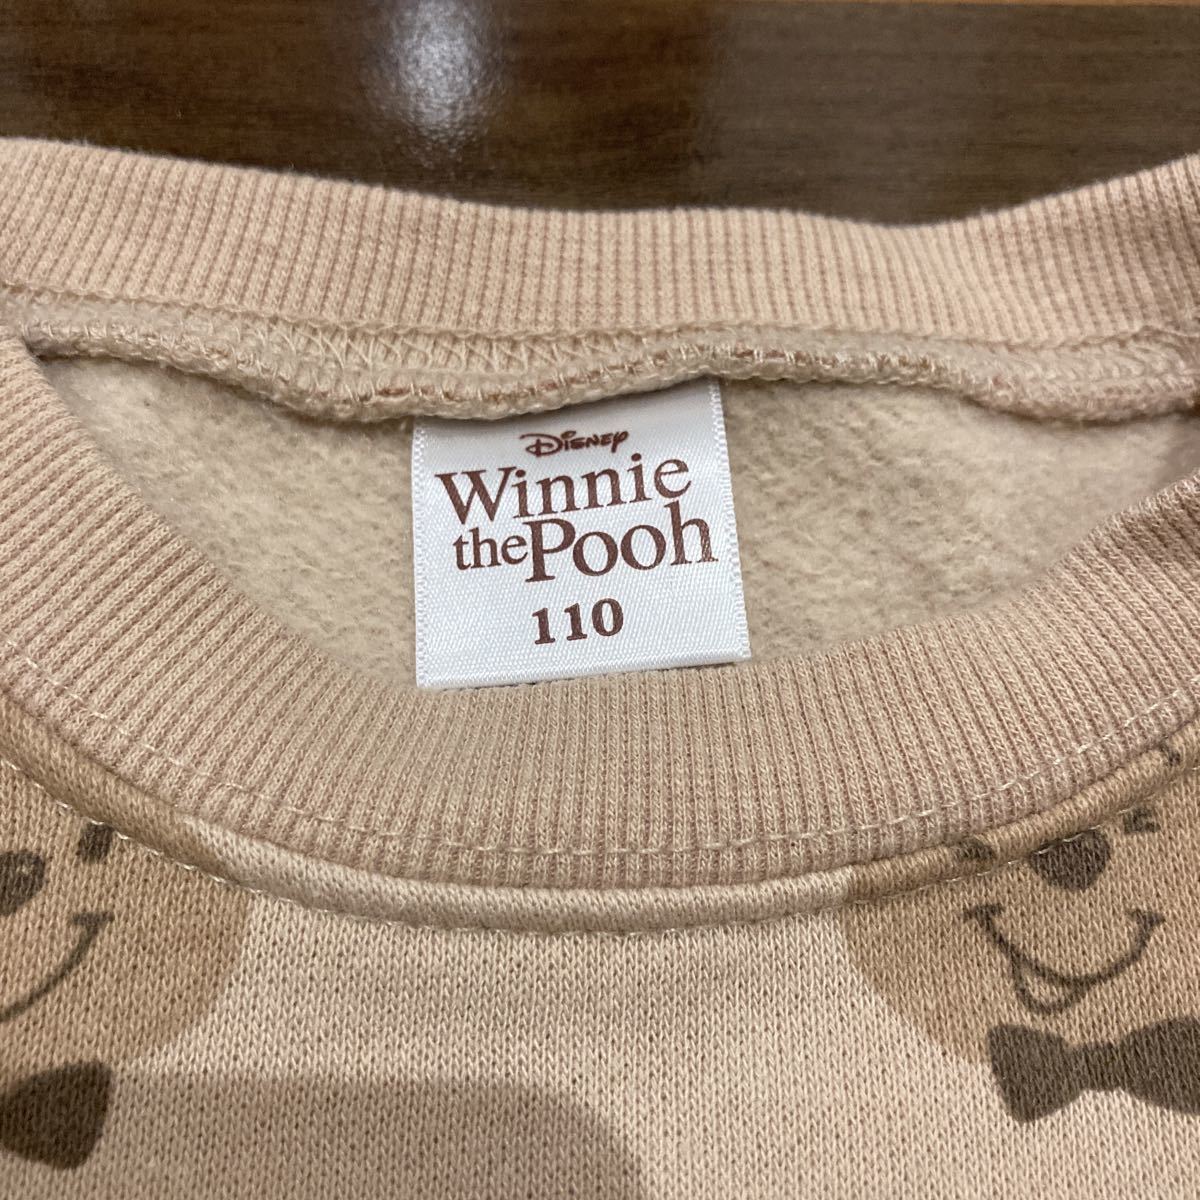 Disney
Winnie
the Pooh
110